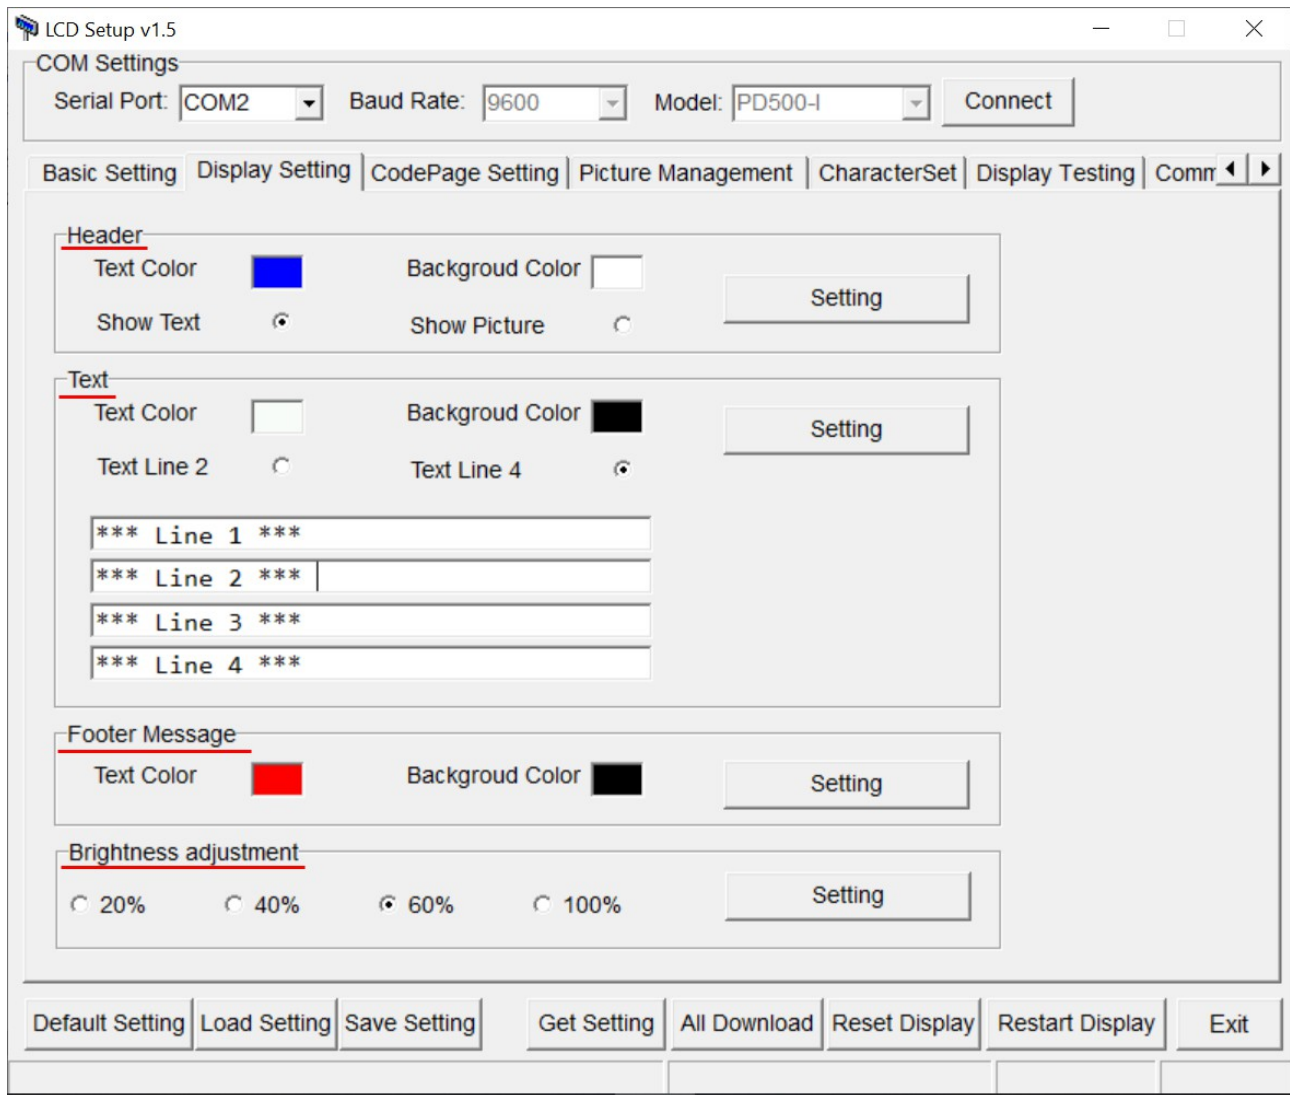 LCD Setup v1.5
COM Settings
Serial Port: COM2 Baud Rate: 9600 Model: PD500-I Connect
Basic Setting Display Setting CodePage Setting Picture Management CharacterSet Display Testing Comm
Header
Text Color Backgroud Color
Setting
Show Text Show Picture
Text
Text Color Backgroud Color
Setting
Text Line 2 Text Line 4
*** Line 1 ***
*** Line 2 ***
*** Line 3 ***
*** Line 4 ***
Footer Message
Text Color Backgroud Color Setting
Brightness adjustment
20% 40% 60% 100% Setting
Default Setting Load Setting Save Setting Get Setting All Download Reset Display Restart Display Exit